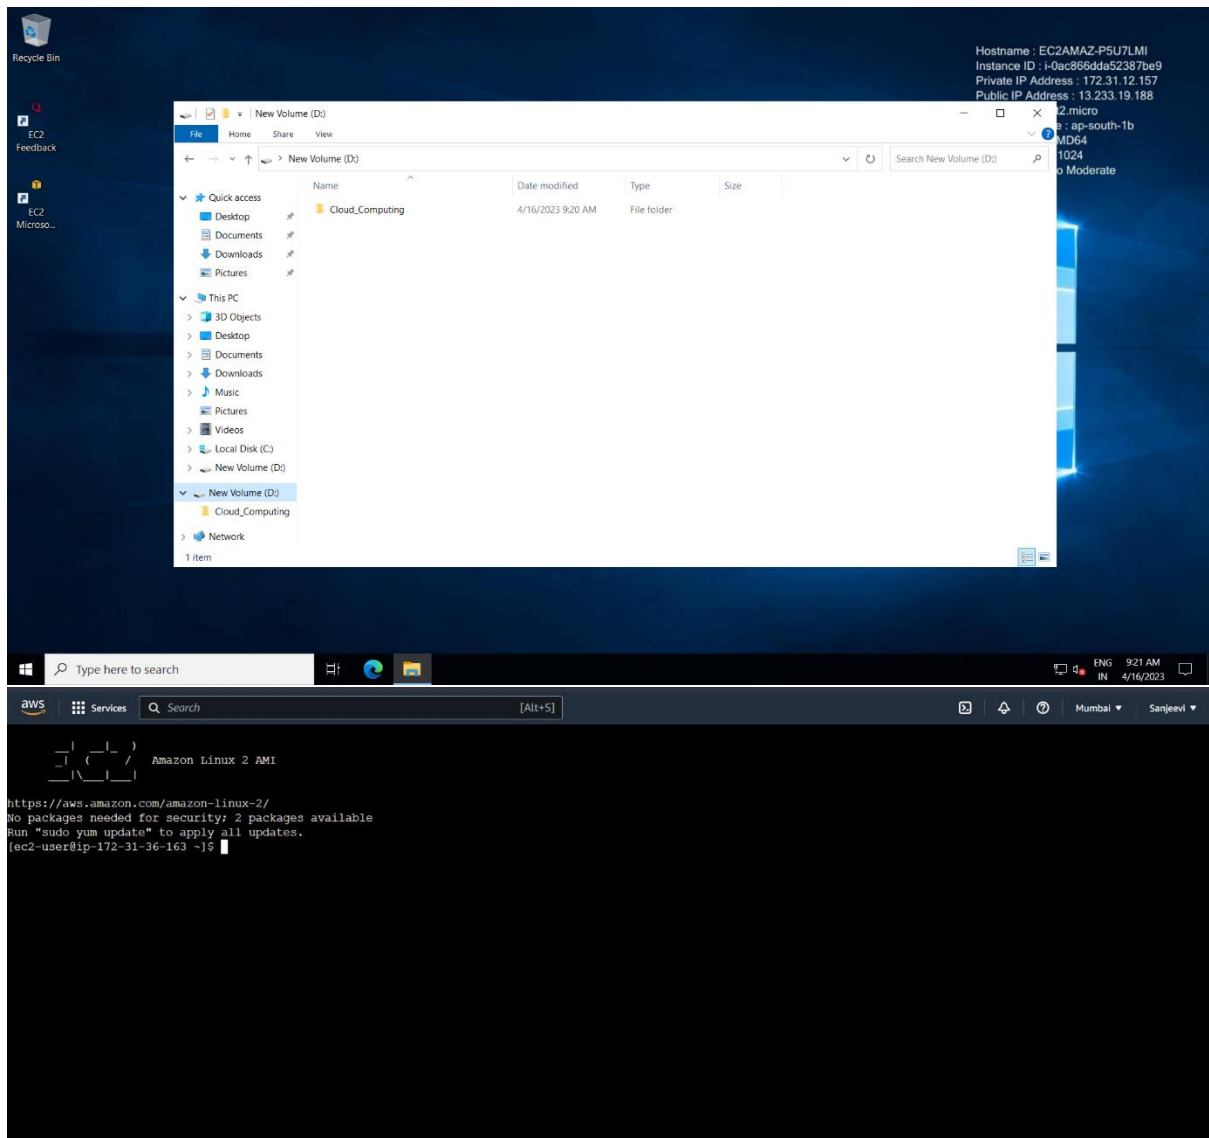 Recycle Bin
EC2
Feedback
EC2
Microso...
Hostname : EC2AMAZ-P5U7LMI
Instance ID : i-0ac866dda52387be9
Private IP Address : 172.31.12.157
Public IP Address : 13.233.19.188
t2.micro
e : ap-south-1b
MD64
1024
o Moderate
New Volume (D:)
File Home Share View
New Volume (D:)
Search New Volume (D:)
Name Date modified Type Size
Cloud_Computing 4/16/2023 9:20 AM File folder
Quick access
Desktop
Documents
Downloads
Pictures
This PC
3D Objects
Desktop
Documents
Downloads
Music
Pictures
Videos
Local Disk (C:)
New Volume (D:)
New Volume (D:)
Cloud_Computing
Network
1 item
Type here to search
ENG 9:21 AM
IN 4/16/2023
aws Services Search [Alt+S] Mumbai Sanjeevi
Amazon Linux 2 AMI
https://aws.amazon.com/amazon-linux-2/
No packages needed for security; 2 packages available
Run "sudo yum update" to apply all updates.
[ec2-user@ip-172-31-36-163 ~]$